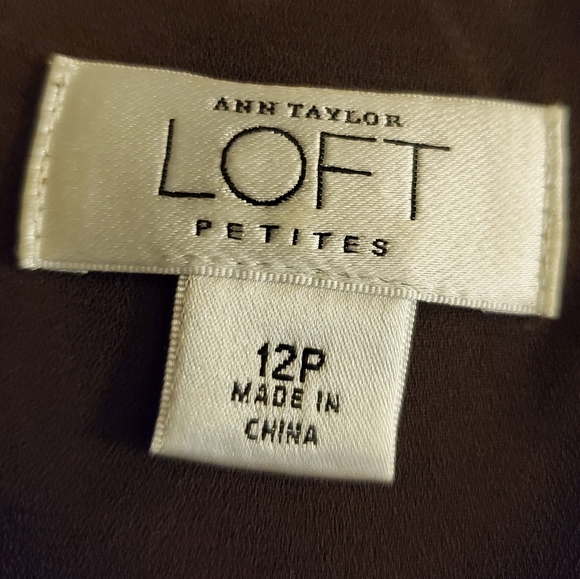 ANN TAYLOR
LOFT
PETITES
12P
MADE IN
CHINA